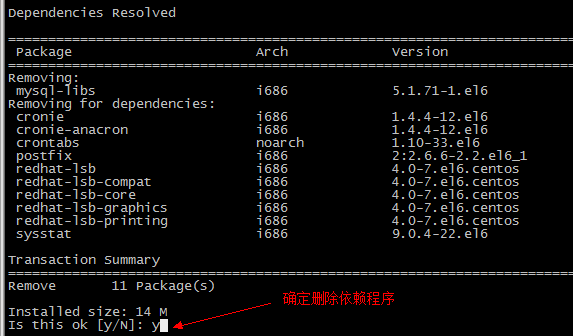 Dependencies Resolved
================================================================================
Package Arch Version
================================================================================
Removing:
mysql-libs i686 5.1.71-1.el6
Removing for dependencies:
cronie i686 1.4.4-12.el6
cronie-anacron i686 1.4.4-12.el6
crontabs noarch 1.10-33.el6
postfix i686 2:2.6.6-2.2.el6_1
redhat-lsb i686 4.0-7.el6.centos
redhat-lsb-compat i686 4.0-7.el6.centos
redhat-lsb-core i686 4.0-7.el6.centos
redhat-lsb-graphics i686 4.0-7.el6.centos
redhat-lsb-printing i686 4.0-7.el6.centos
sysstat i686 9.0.4-22.el6
Transaction Summary
================================================================================
Remove 11 Package(s)
确定删除依赖程序
Installed size: 14 M
Is this ok [y/N]: y